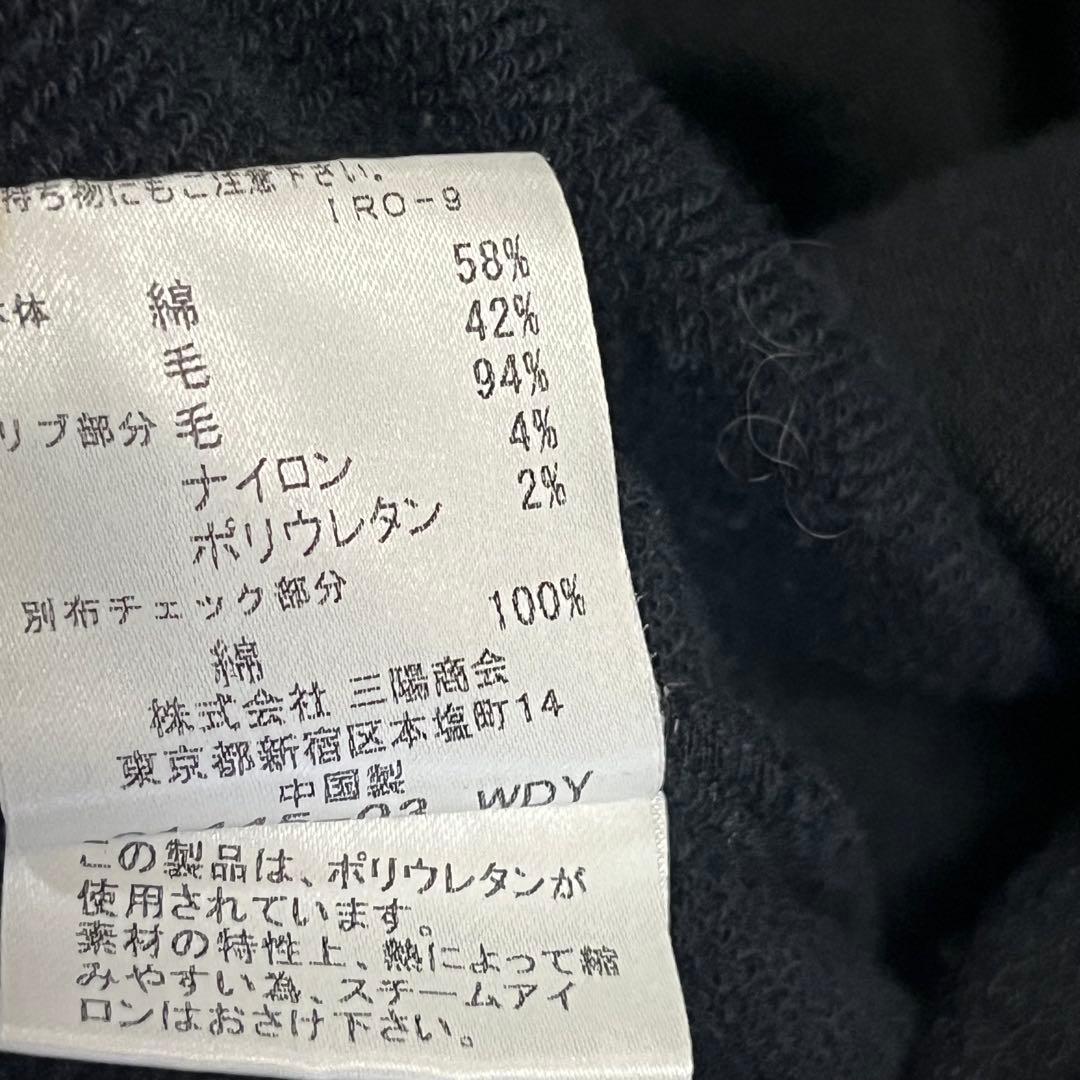 持ち物にもご注意下さい。
IRO-9
本体 綿 58%
毛 42%
リブ部分 毛 94%
ナイロン 4%
ポリウレタン 2%
別布チェック部分
綿 100%
株式会社 三陽商会
東京都新宿区本塩町14
中国製
03 WDY
この製品は、ポリウレタンが
使用されています。
素材の特性上、熱によって縮
みやすい為、スチームアイ
ロンはおさけ下さい。